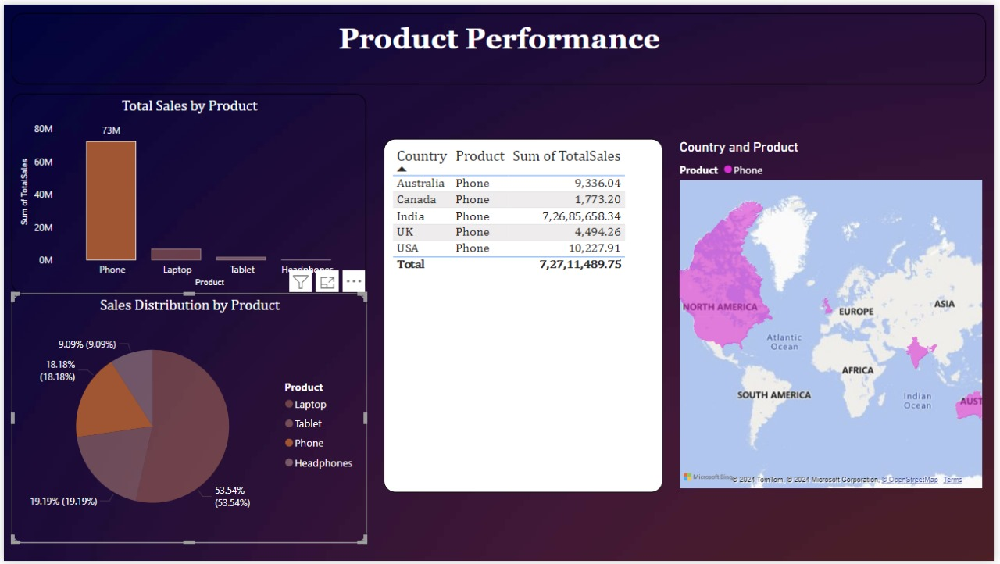 Product Performance
Total Sales by Product
80M
60M
40M
20M
0M
Sum of TotalSales
73M
Phone
Laptop
Tablet
Headphones
Product
Sales Distribution by Product
9.09% (9.09%)
18.18%
(18.18%)
19.19% (19.19%)
53.54%
(53.54%)
Product
Laptop
Tablet
Phone
Headphones
Country Product Sum of TotalSales
Australia Phone 9,336.04
Canada Phone 1,773.20
India Phone 7,26,85,658.34
UK Phone 4,494.26
USA Phone 10,227.91
Total 7,27,11,489.75
Country and Product
Product Phone
NORTH AMERICA
EUROPE
ASIA
Atlantic
Ocean
AFRICA
SOUTH AMERICA
Indian
Ocean
AUST
Microsoft Bing
© 2024 TomTom, © 2024 Microsoft Corporation, © OpenStreetMap Terms